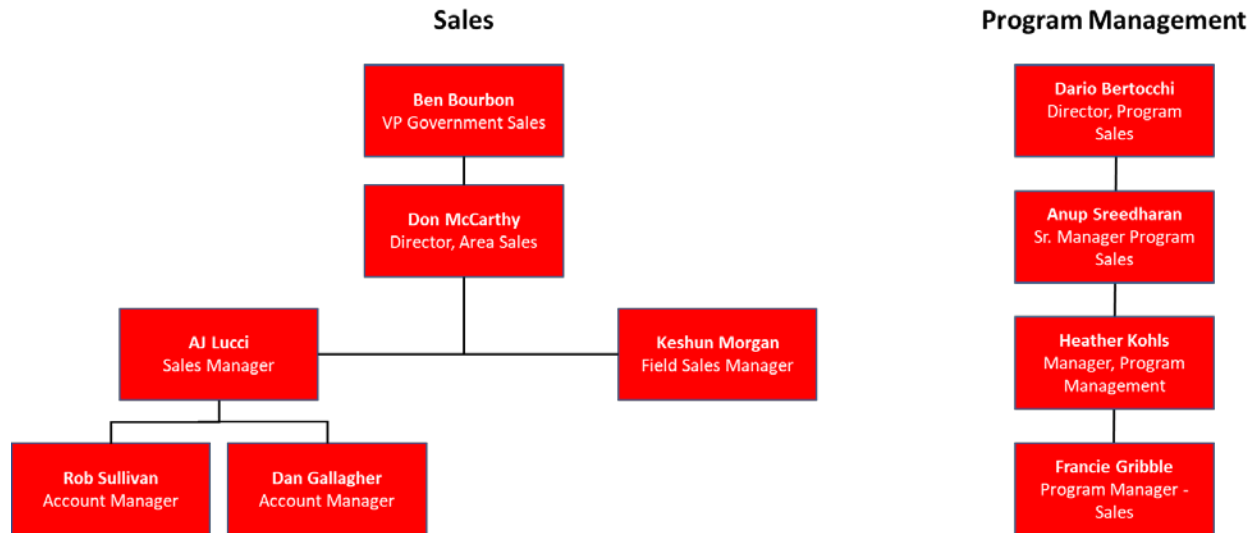 Sales
Ben Bourbon
VP Government Sales
Don McCarthy
Director, Area Sales
AJ Lucci
Sales Manager
Keshun Morgan
Field Sales Manager
Rob Sullivan
Account Manager
Dan Gallagher
Account Manager
Program Management
Dario Bertocchi
Director, Program
Sales
Anup Sreedharan
Sr. Manager Program
Sales
Heather Kohls
Manager, Program
Management
Francie Gribble
Program Manager -
Sales